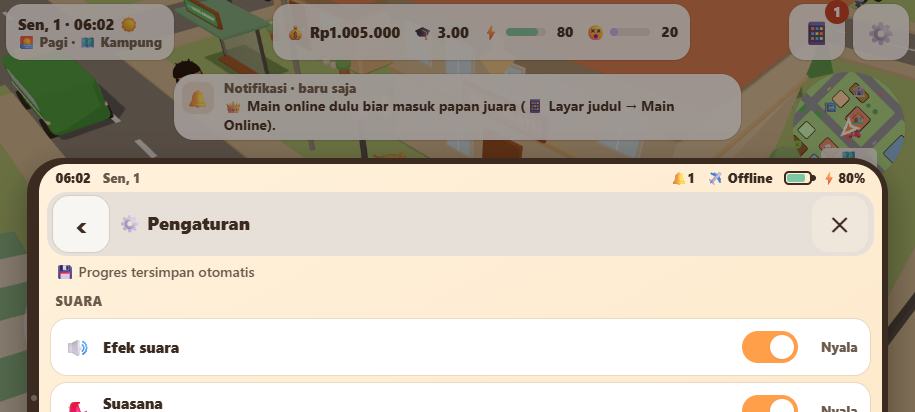 Sen, 1 · 06:02
Pagi · Kampung
Rp1.005.000
3.00
80
20
1
Notifikasi · baru saja
Main online dulu biar masuk papan juara ( Layar judul → Main
Online).
06:02 Sen, 1
1 Offline 80%
‹ Pengaturan ✕
Progres tersimpan otomatis
SUARA
Efek suara Nyala
Suasana Nyala